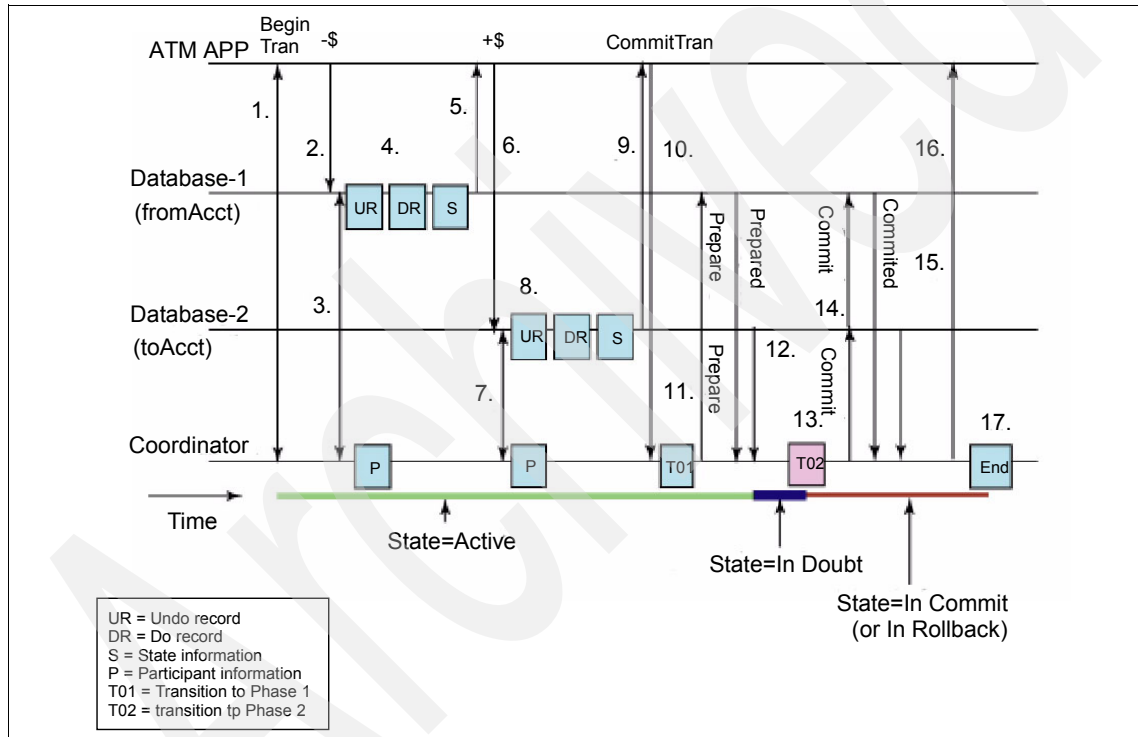 Begin
Tran
-$
+$
CommitTran
ATM APP
1.
2.
4.
5.
6.
9.
10.
16.
Database-1
(fromAcct)
UR
DR
S
Prepare
Prepared
Commit
Commited
3.
8.
14.
15.
Database-2
(toAcct)
UR
DR
S
12.
7.
11.
Prepare
Commit
13.
17.
Coordinator
P
P
T01
T02
End
Time
State=Active
State=In Doubt
State=In Commit
(or In Rollback)
UR = Undo record
DR = Do record
S = State information
P = Participant information
T01 = Transition to Phase 1
T02 = transition tp Phase 2
Archived